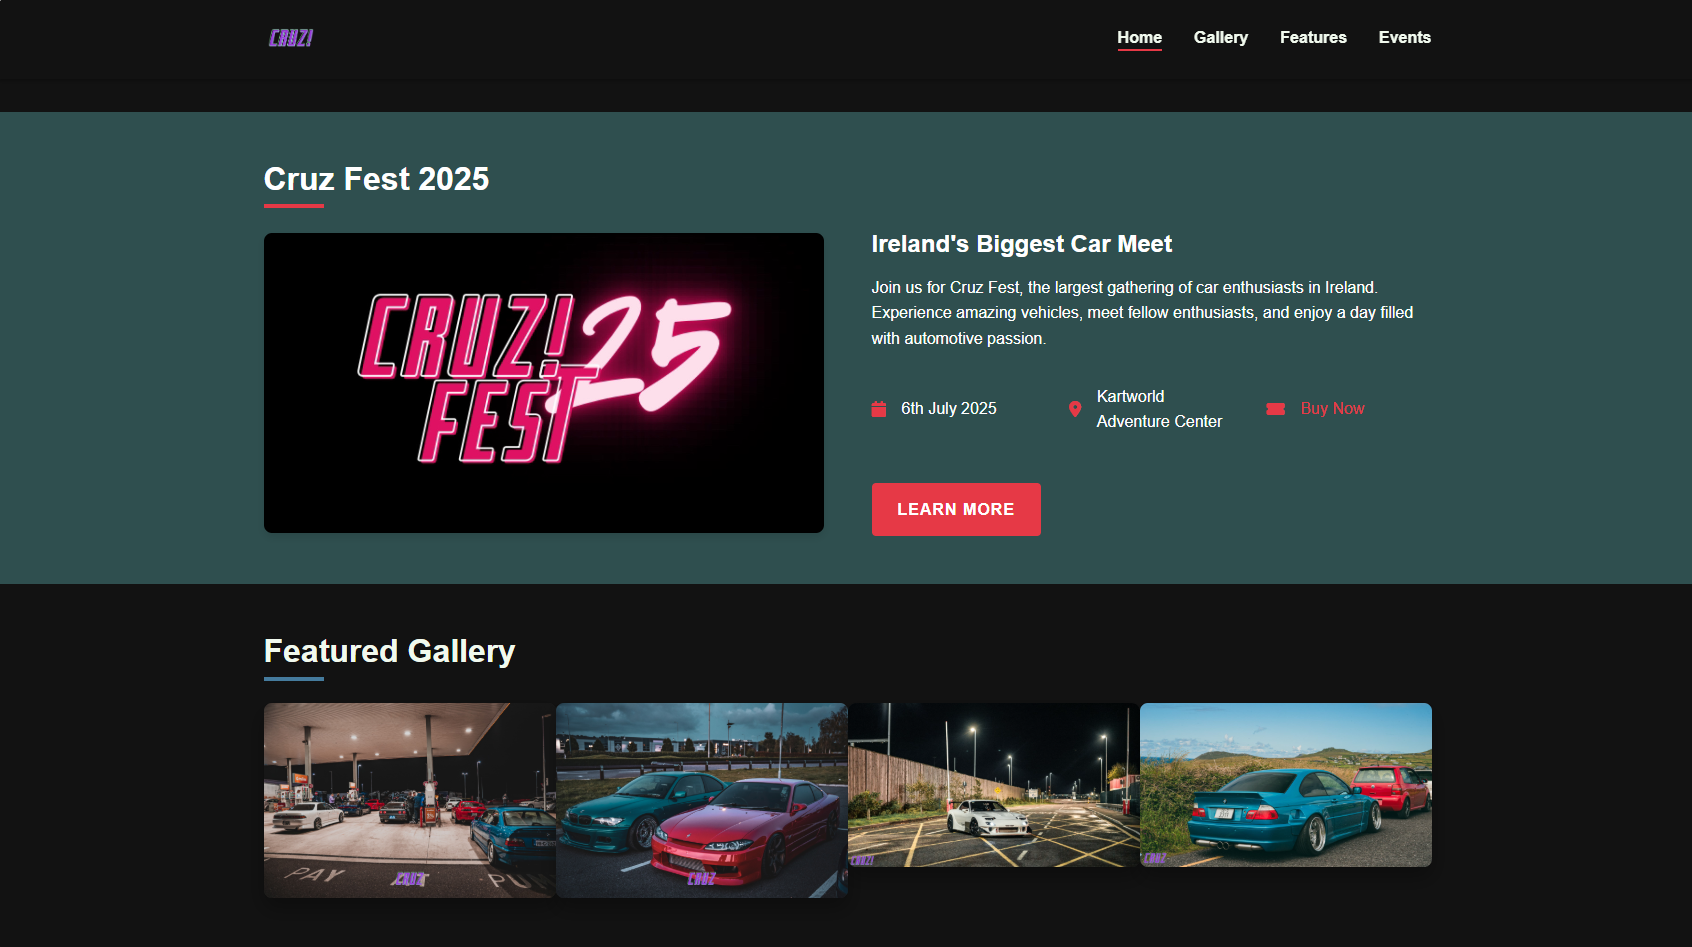 CRUZ!
Home Gallery Features Events
Cruz Fest 2025
CRUZ! 25
FEST
Ireland's Biggest Car Meet
Join us for Cruz Fest, the largest gathering of car enthusiasts in Ireland.
Experience amazing vehicles, meet fellow enthusiasts, and enjoy a day filled
with automotive passion.
6th July 2025
Kartworld
Adventure Center
Buy Now
LEARN MORE
Featured Gallery
PAY
CRUZ!
CRUZ!
CRUZ!
CRUZ!